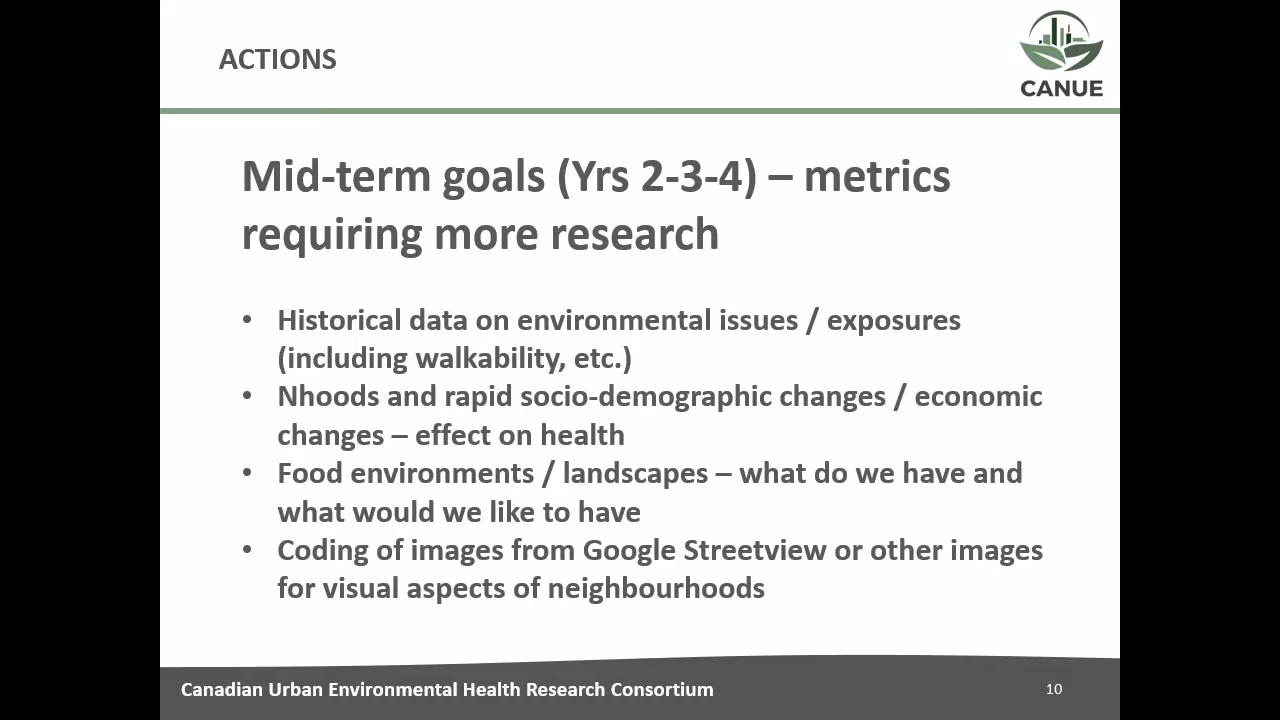 ACTIONS
CANUE
Mid-term goals (Yrs 2-3-4) – metrics
requiring more research
• Historical data on environmental issues / exposures
(including walkability, etc.)
• Nhoods and rapid socio-demographic changes / economic
changes – effect on health
• Food environments / landscapes – what do we have and
what would we like to have
• Coding of images from Google Streetview or other images
for visual aspects of neighbourhoods
Canadian Urban Environmental Health Research Consortium
10